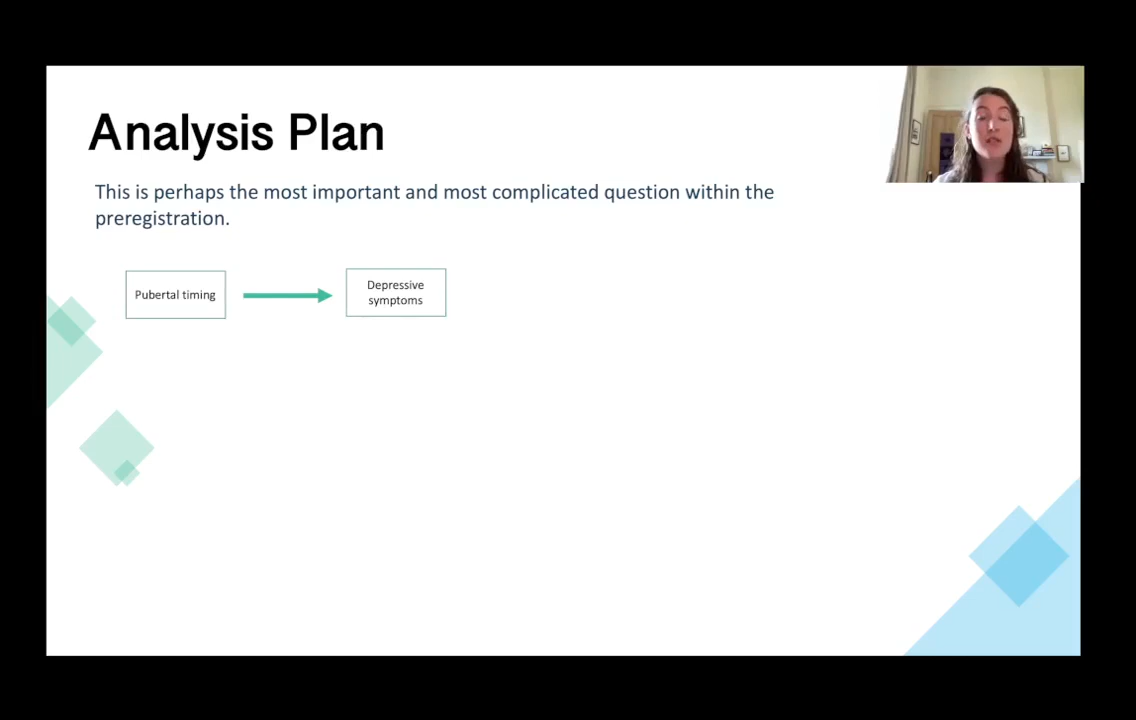 Analysis Plan
This is perhaps the most important and most complicated question within the
preregistration.
Pubertal timing
Depressive
symptoms